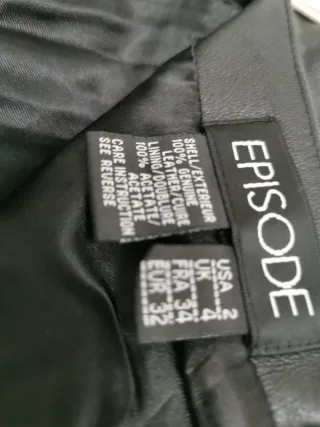 EPISODE
SHELL/EXTERIEUR
100% GENUINE
LEATHER/CUIRE
LINING/DOUBLURE
100% ACETATE/
ACETATE
CARE INSTRUCTION
SEE REVERSE
USA 2
UK 4
FRA 34
EUR 32